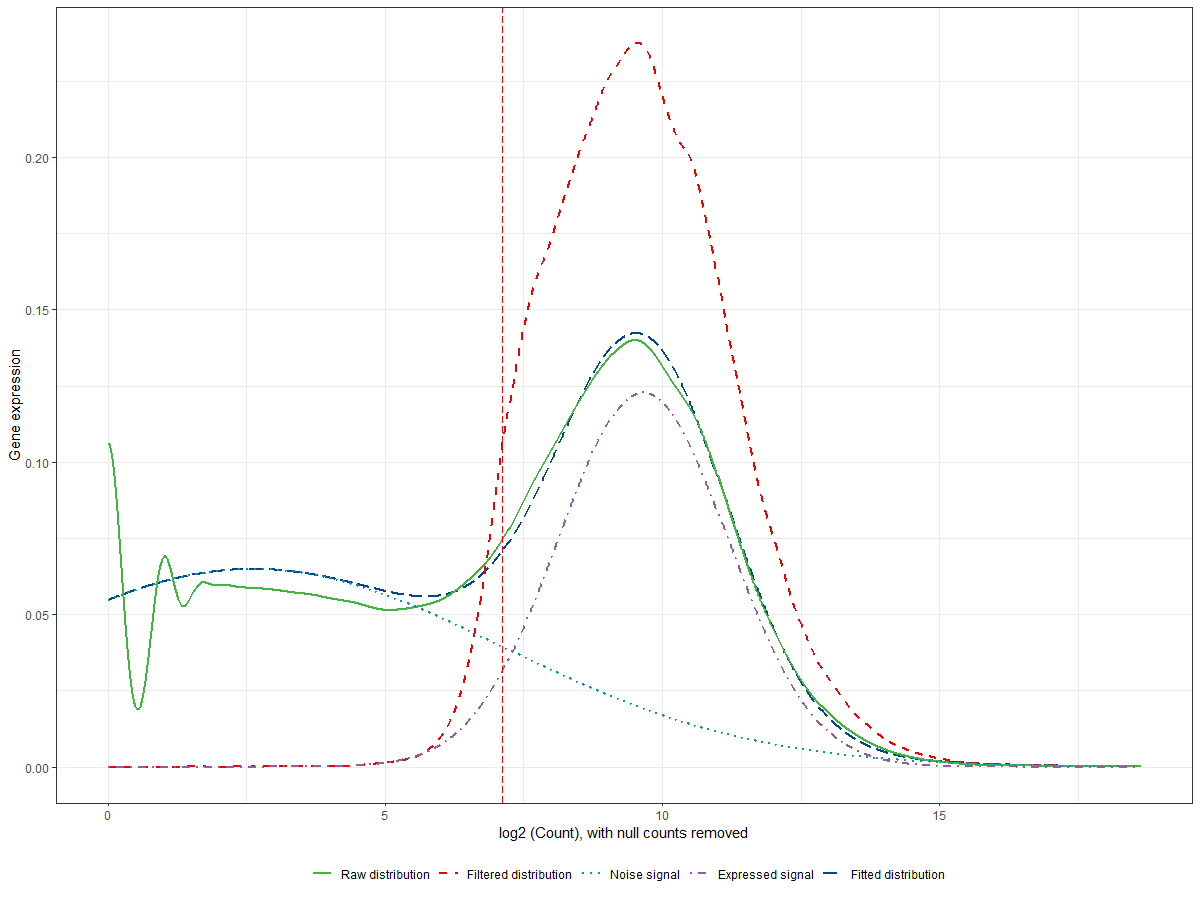 Gene expression
0.20
0.15
0.10
0.05
0.00
0 5 10 15
log2 (Count), with null counts removed
Raw distribution Filtered distribution Noise signal Expressed signal Fitted distribution